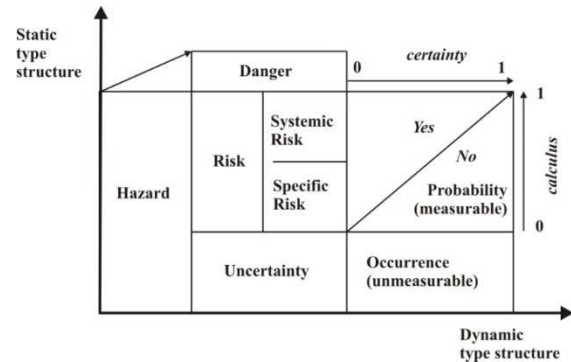 Static
type
structure
0
certainty
1
Danger
1
Systemic
Risk
Yes
Risk
No
calculus
Hazard
Specific
Risk
Probability
(measurable)
0
Uncertainty
Occurrence
(unmeasurable)
Dynamic
type structure